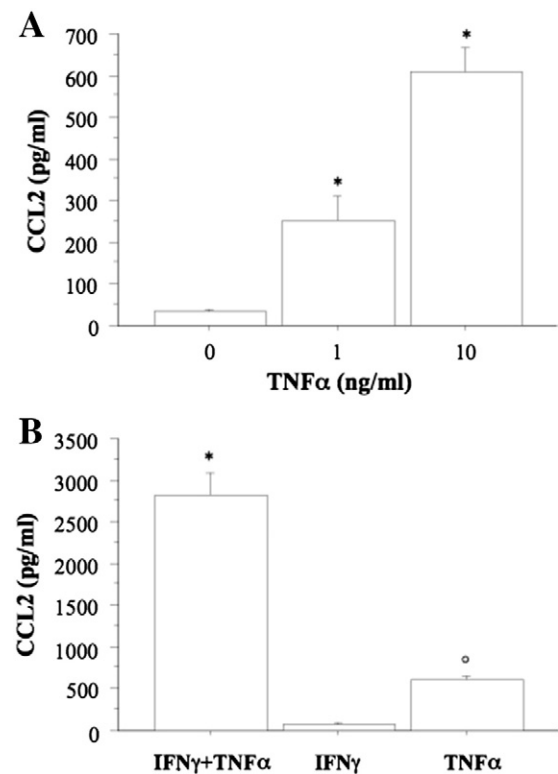 A
700
600
500
400
300
200
100
0
CCL2 (pg/ml)
*
*
0 1 10
TNFα (ng/ml)
B
3500
3000
2500
2000
1500
1000
500
0
CCL2 (pg/ml)
*
°
IFNγ+TNFα IFNγ TNFα